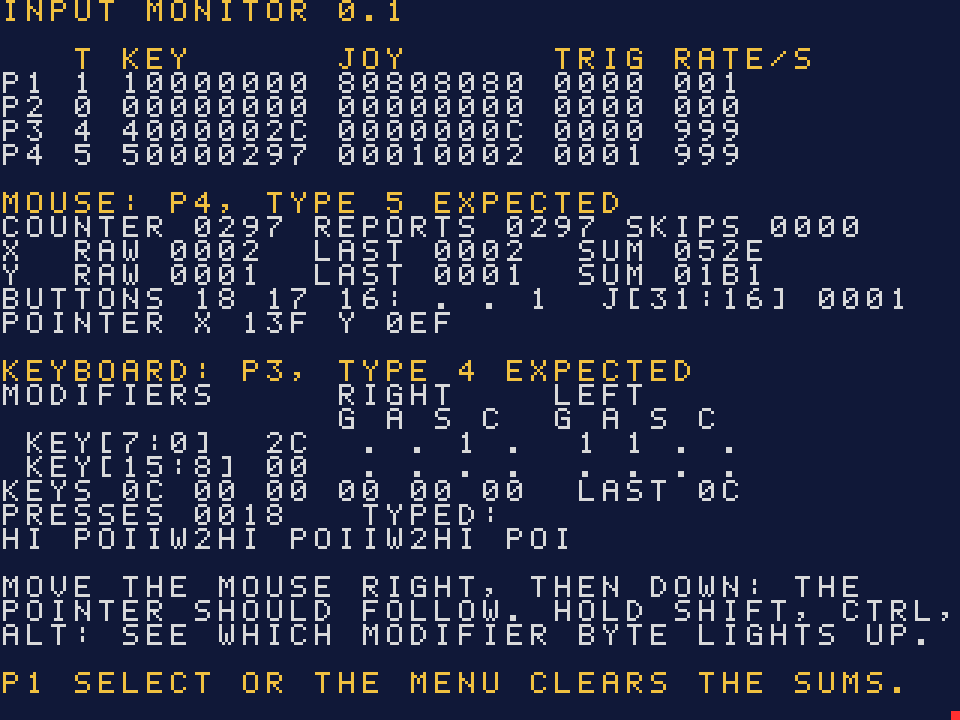 INPUT MONITOR 0.1
T KEY JOY TRIG RATE/S
P1 1 10000000 80808080 0000 001
P2 0 00000000 00000000 0000 000
P3 4 4000002C 0000000C 0000 999
P4 5 50000297 00010002 0001 999
MOUSE: P4, TYPE 5 EXPECTED
COUNTER 0297 REPORTS 0297 SKIPS 0000
X RAW 0002 LAST 0002 SUM 052E
Y RAW 0001 LAST 0001 SUM 01B1
BUTTONS 18 17 16: . . 1 J[31:16] 0001
POINTER X 13F Y 0EF
KEYBOARD: P3, TYPE 4 EXPECTED
MODIFIERS RIGHT LEFT
G A S C G A S C
KEY[7:0] 2C . . 1 . 1 1 . .
KEY[15:8] 00 . . . . . . . .
KEYS 0C 00 00 00 00 00 LAST 0C
PRESSES 0018 TYPED:
HI POIIW2HI POIIW2HI POI
MOVE THE MOUSE RIGHT, THEN DOWN: THE
POINTER SHOULD FOLLOW. HOLD SHIFT, CTRL,
ALT: SEE WHICH MODIFIER BYTE LIGHTS UP.
P1 SELECT OR THE MENU CLEARS THE SUMS.